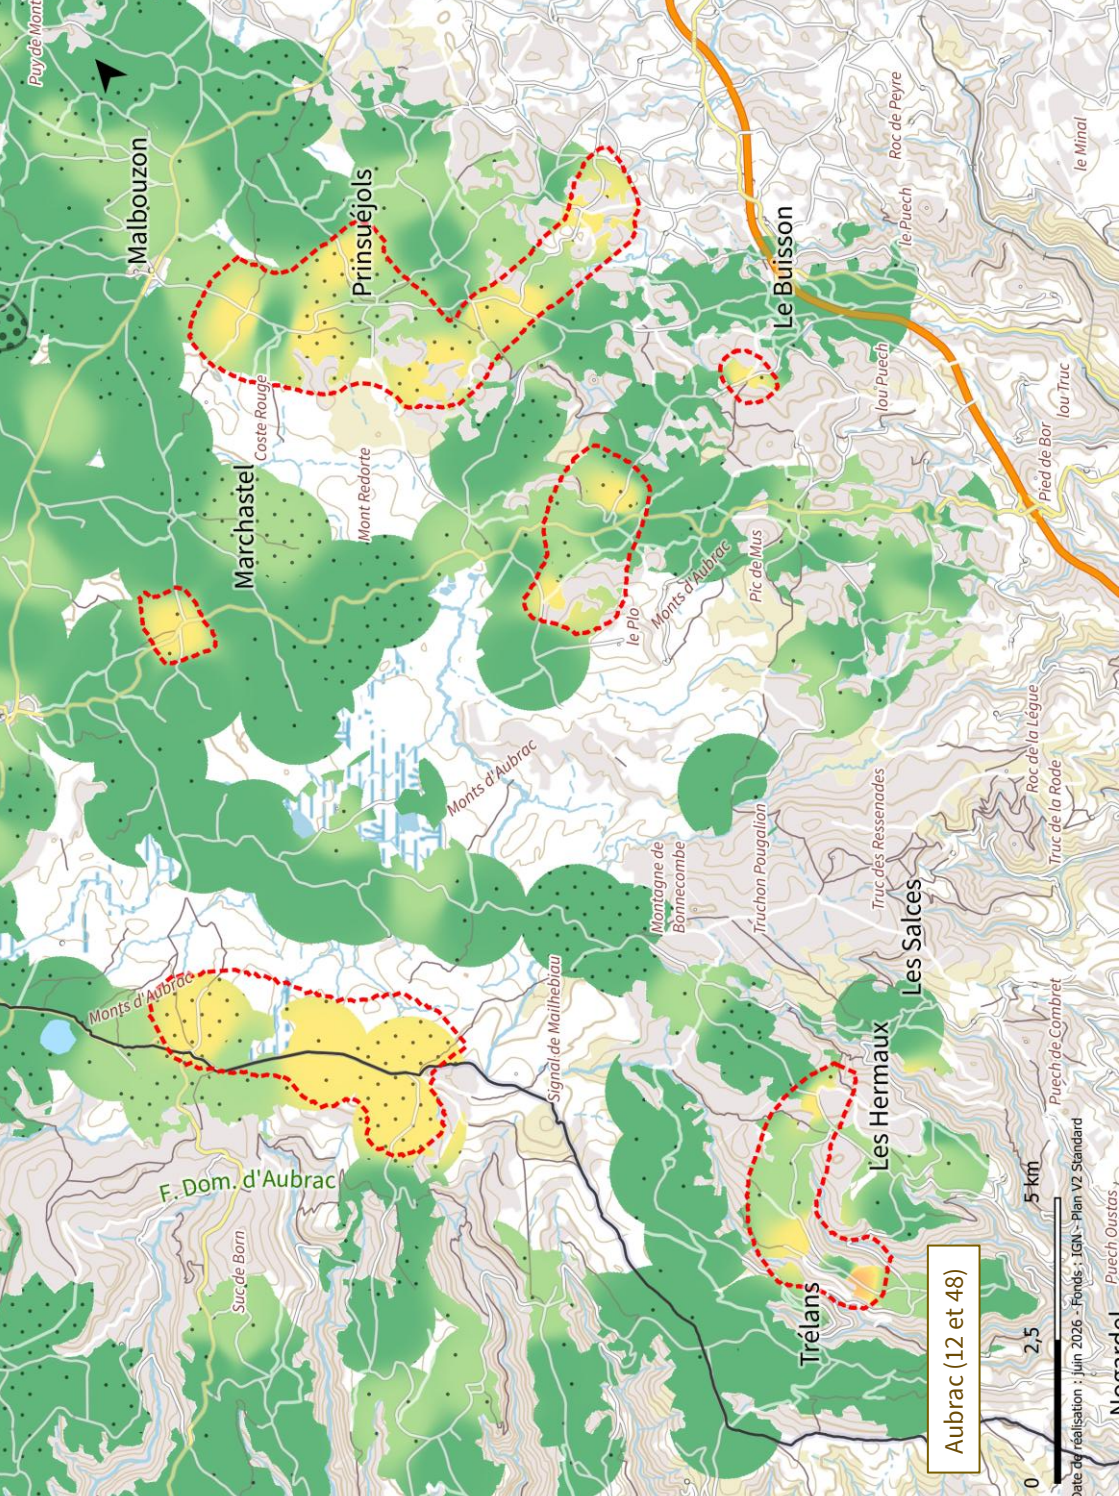 Puy de Mont
Malbouzon
Monts d'Aubrac
Suc de Born
F. Dom. d'Aubrac
Marchastel
Coste Rouge
Prinsuéjols
Mont Redorte
Monts d'Aubrac
Signal de Mailhebiau
le Plo
Montagne de
Bonnecombe
Monts d'Aubrac
Pic de Mus
Truchon Pougalion
Le Buisson
Trélans
Les Hermaux
Truc des Ressenades
lou Puech
Roc de Peyre
le Puech
Les Salces
Aubrac (12 et 48)
Roc de la Légue
Pied de Bor
Truc de la Rode
Puech de Combret
lou Truc
le Minal
0 2,5 5 km
Date de réalisation : juin 2026 - Fonds : IGN - Plan V2 Standard
Puech Oustas